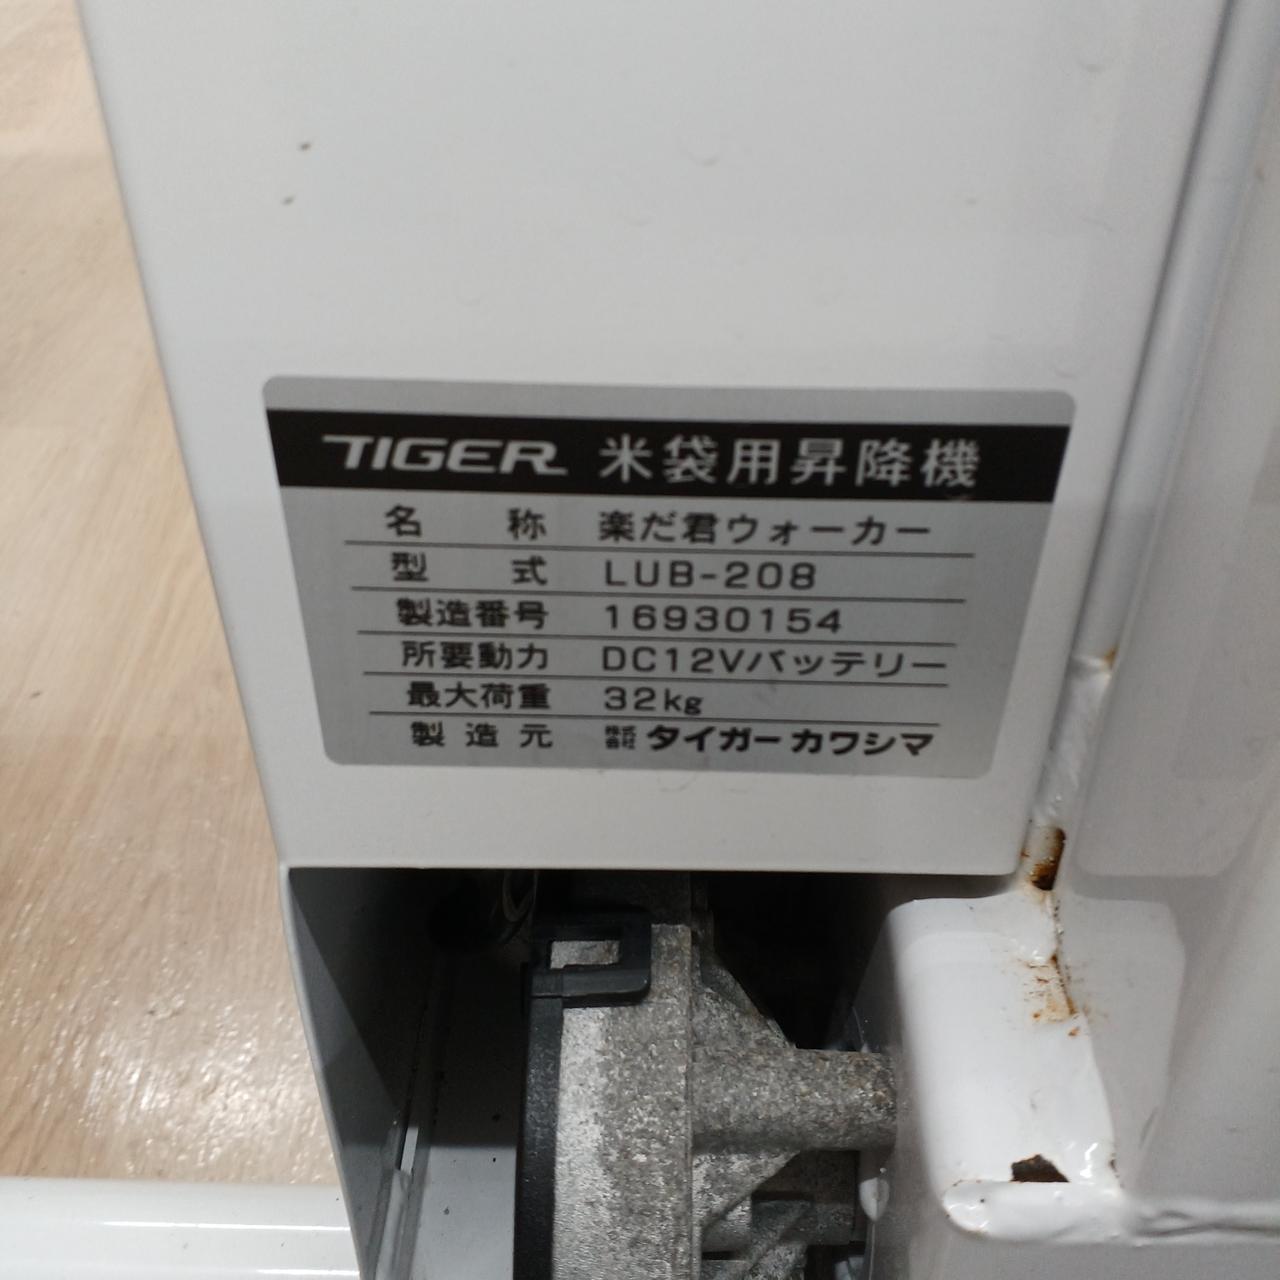 TIGER 米袋用昇降機
名称 楽だ君ウォーカー
型式 LUB-208
製造番号 16930154
所要動力 DC12Vバッテリー
最大荷重 32kg
製造元 株式会社 タイガーカワシマ